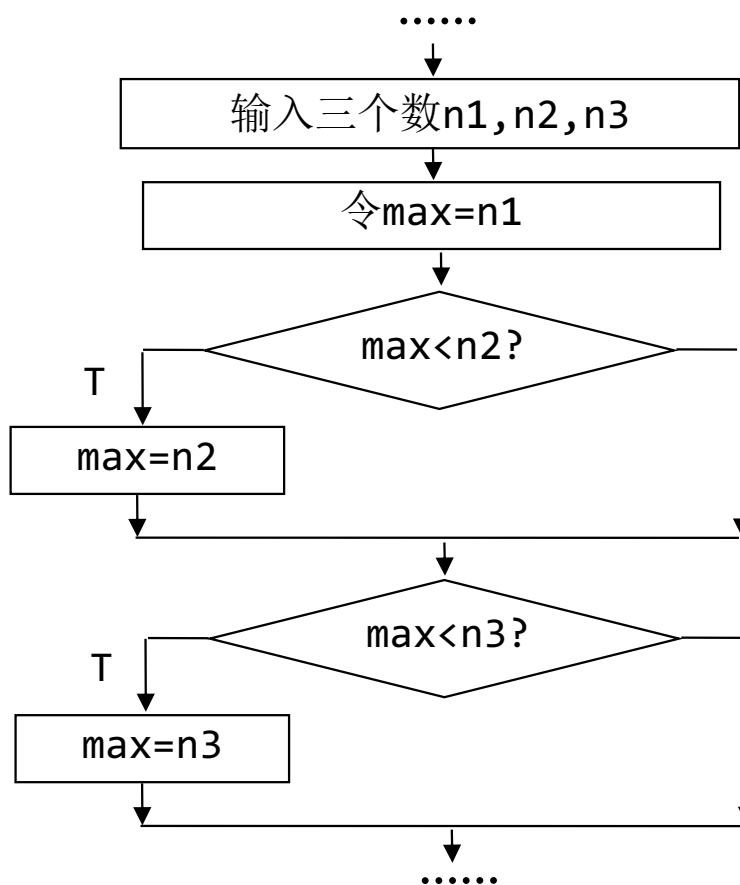 ······
输入三个数n1,n2,n3
令max=n1
max<n2?
T
max=n2
max<n3?
T
max=n3
······